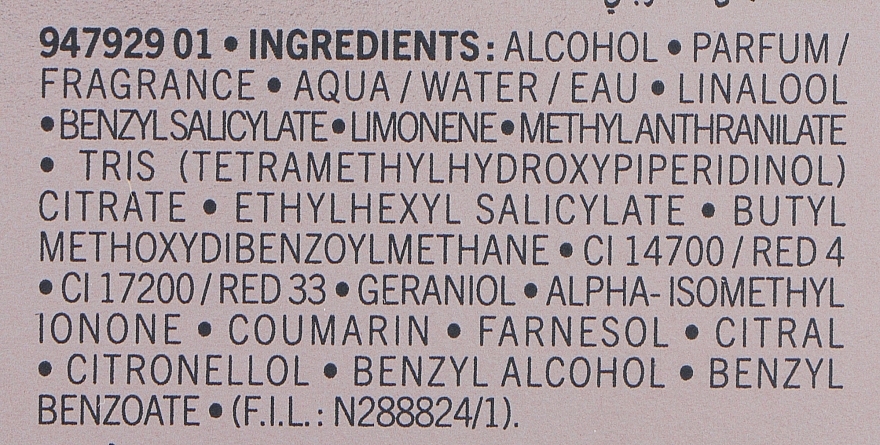 947929 01 • INGREDIENTS: ALCOHOL • PARFUM /
FRAGRANCE • AQUA / WATER / EAU • LINALOOL
• BENZYL SALICYLATE • LIMONENE • METHYL ANTHRANILATE
• TRIS (TETRAMETHYLHYDROXYPIPERIDINOL)
CITRATE • ETHYLHEXYL SALICYLATE • BUTYL
METHOXYDIBENZOYLMETHANE • CI 14700 / RED 4
• CI 17200 / RED 33 • GERANIOL • ALPHA- ISOMETHYL
IONONE • COUMARIN • FARNESOL • CITRAL
• CITRONELLOL • BENZYL ALCOHOL • BENZYL
BENZOATE • (F.I.L.: N288824/1).